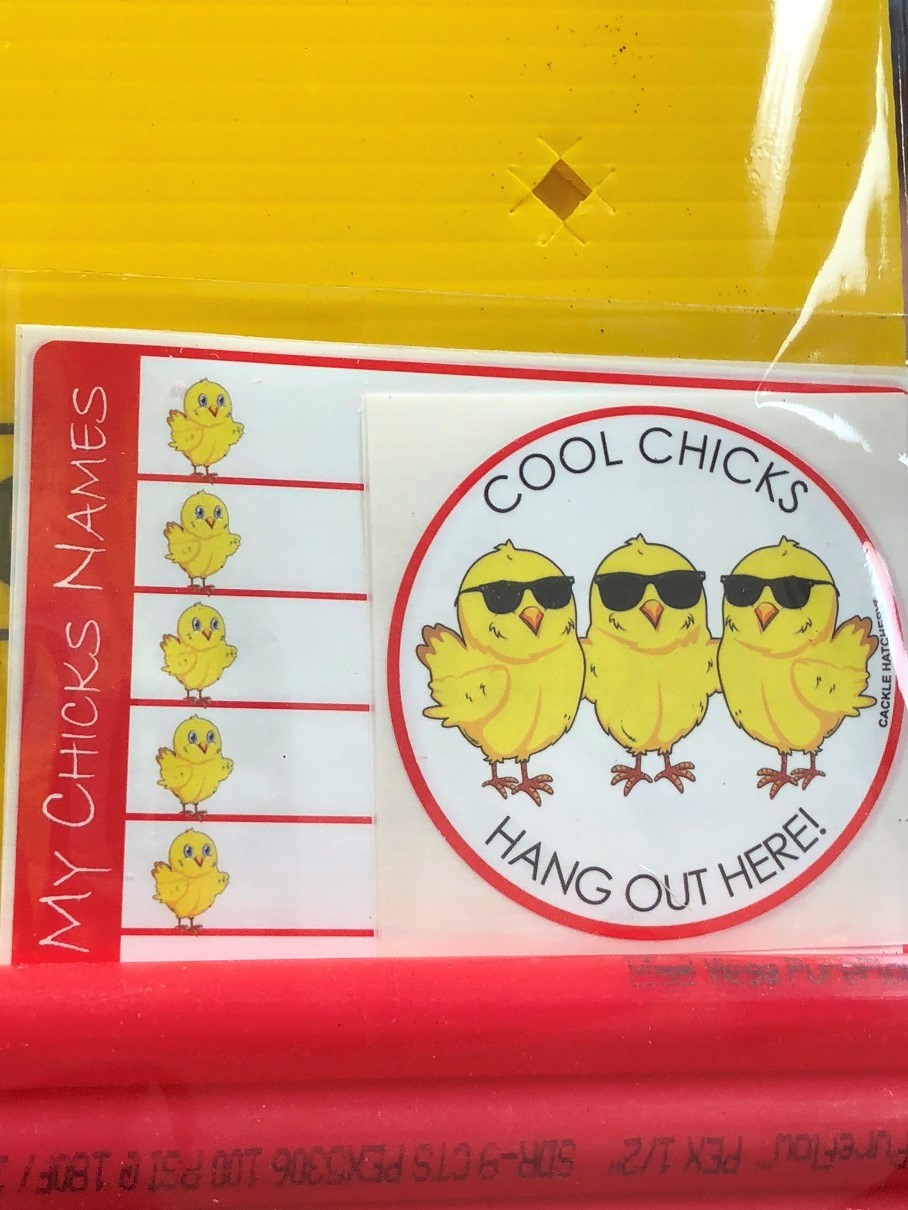 MY CHICKS NAMES
COOL CHICKS
HANG OUT HERE!
CACKLE HATCHERY
PureFlow™ PEX 1/2" SDR-9 CTS PEX5306 100 PSI @ 180F /